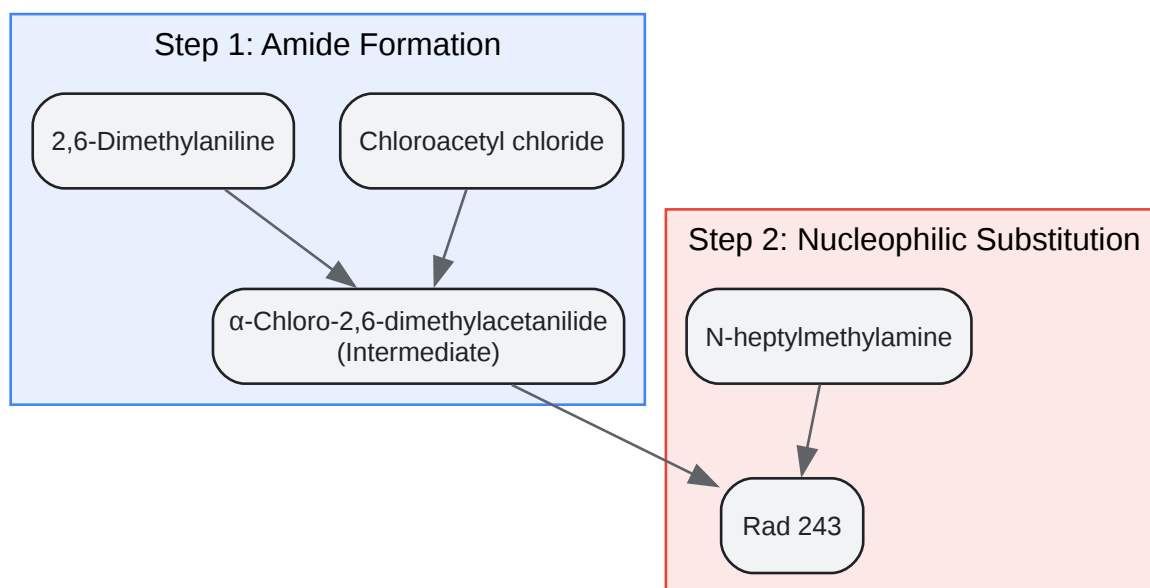 Step 1: Amide Formation
2,6-Dimethylaniline
Chloroacetyl chloride
α-Chloro-2,6-dimethylacetanilide
(Intermediate)
Step 2: Nucleophilic Substitution
N-heptylmethylamine
Rad 243